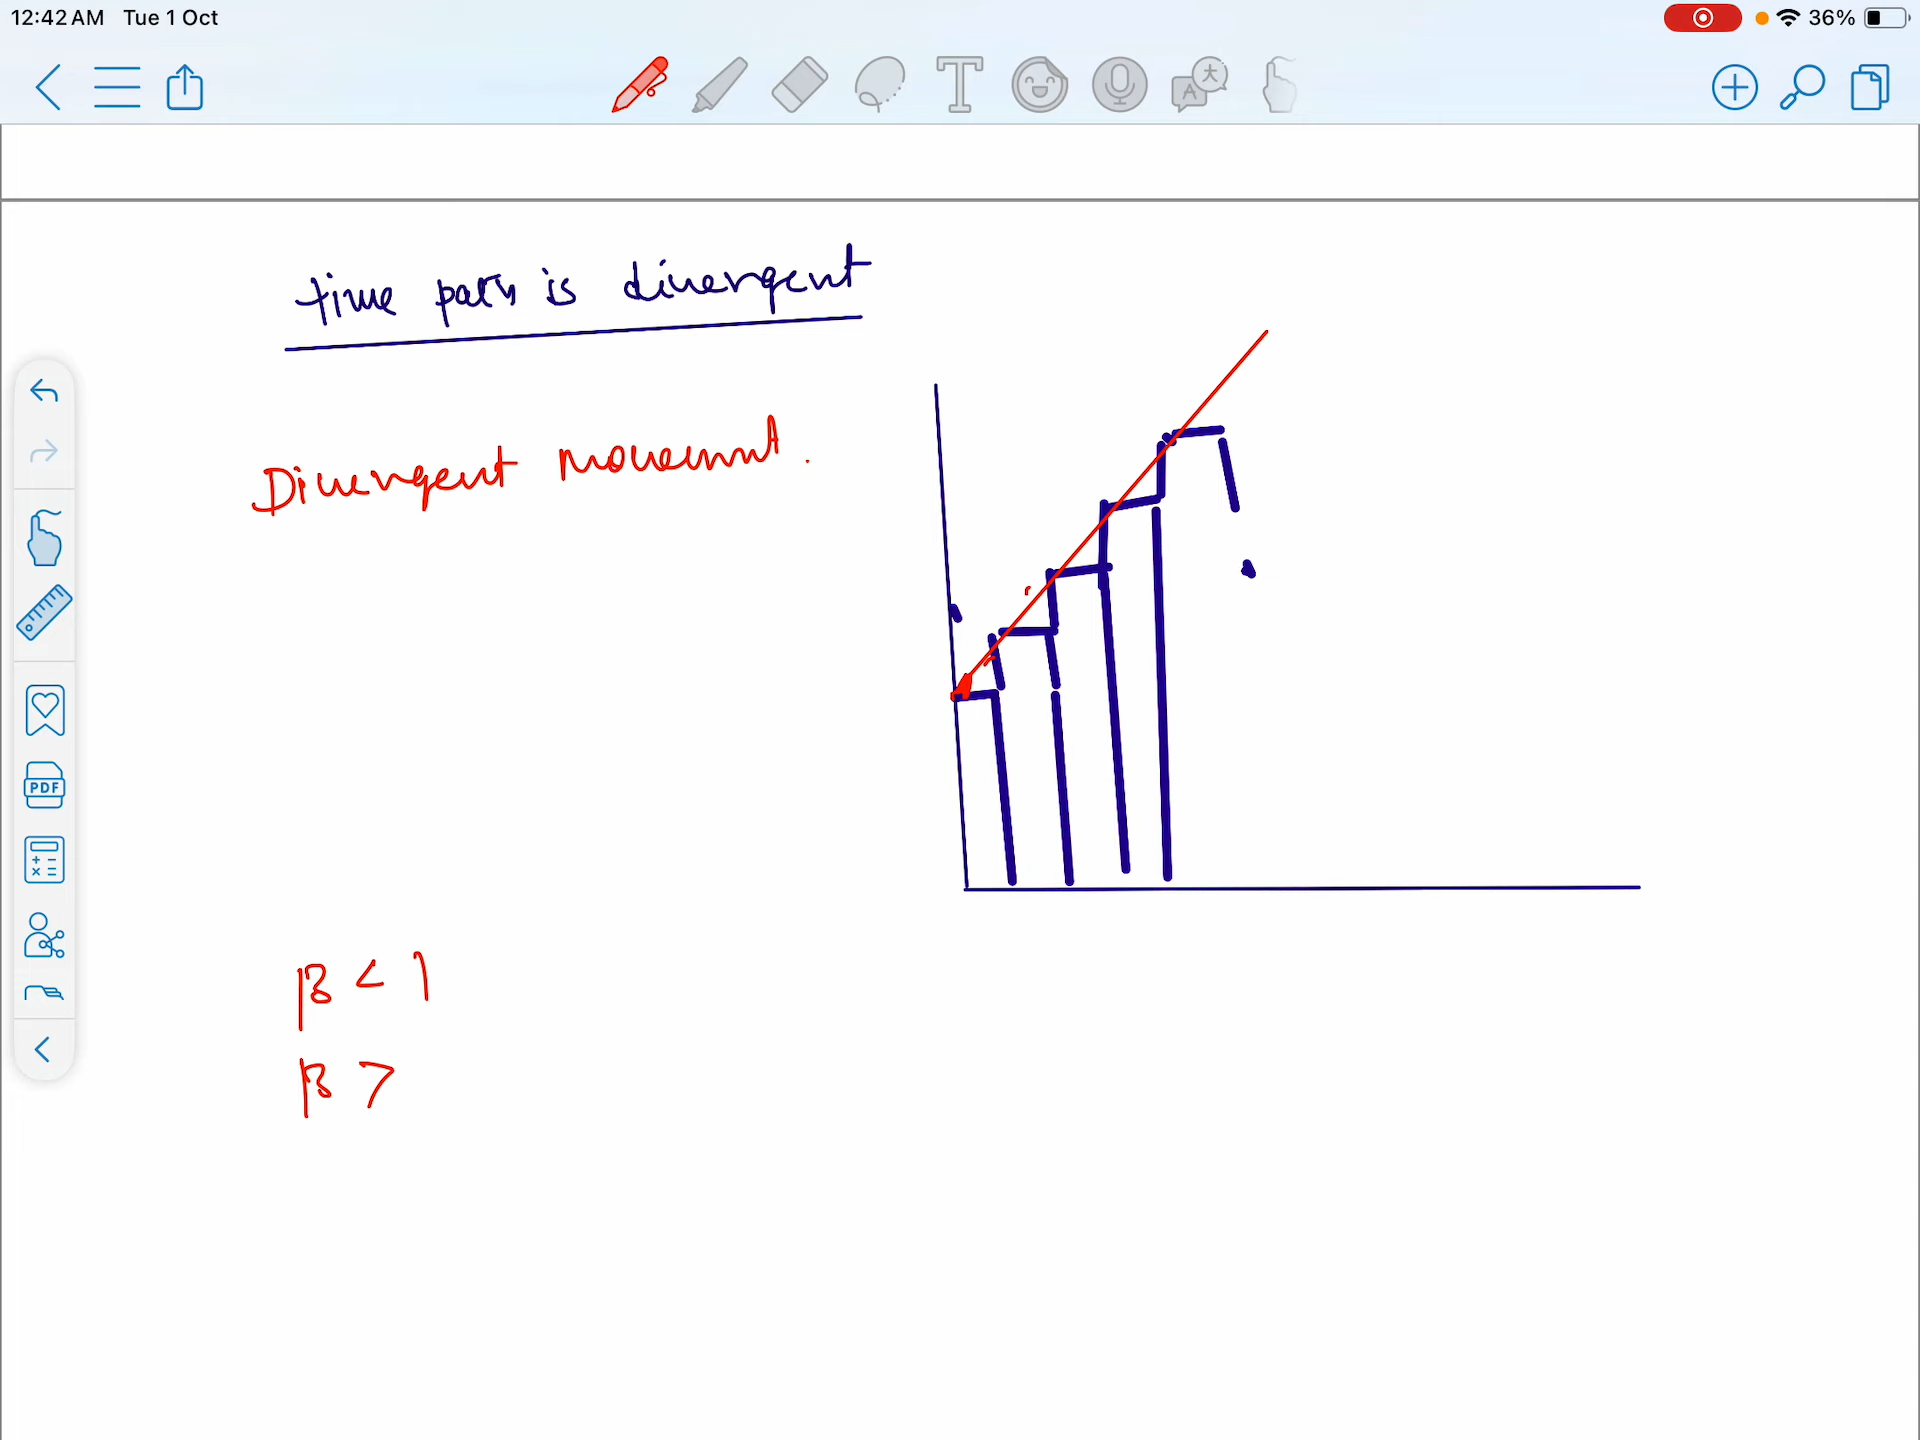 12:42 AM Tue 1 Oct
36%
time path is divergent
Divergent movement.
PDF
β < 1
β >